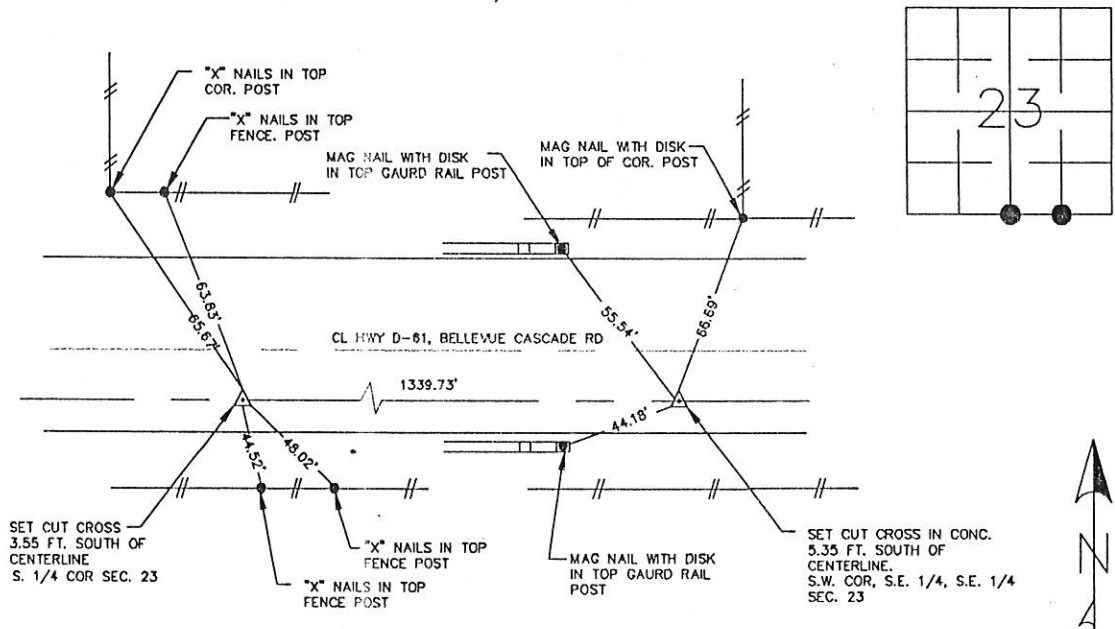 "X" NAILS IN TOP
COR. POST
"X" NAILS IN TOP
FENCE. POST
MAG NAIL WITH DISK
IN TOP GAURD RAIL POST
MAG NAIL WITH DISK
IN TOP OF COR. POST
23
63.83'
65.67'
55.54'
66.69'
CL HWY D-61, BELLEVUE CASCADE RD
1339.73'
44.52'
48.02'
44.18'
SET CUT CROSS
3.55 FT. SOUTH OF
CENTERLINE
S. 1/4 COR SEC. 23
"X" NAILS IN TOP
FENCE POST
"X" NAILS IN TOP
FENCE POST
MAG NAIL WITH DISK
IN TOP GAURD RAIL
POST
SET CUT CROSS IN CONC.
5.35 FT. SOUTH OF
CENTERLINE.
S.W. COR, S.E. 1/4, S.E. 1/4
SEC. 23
N